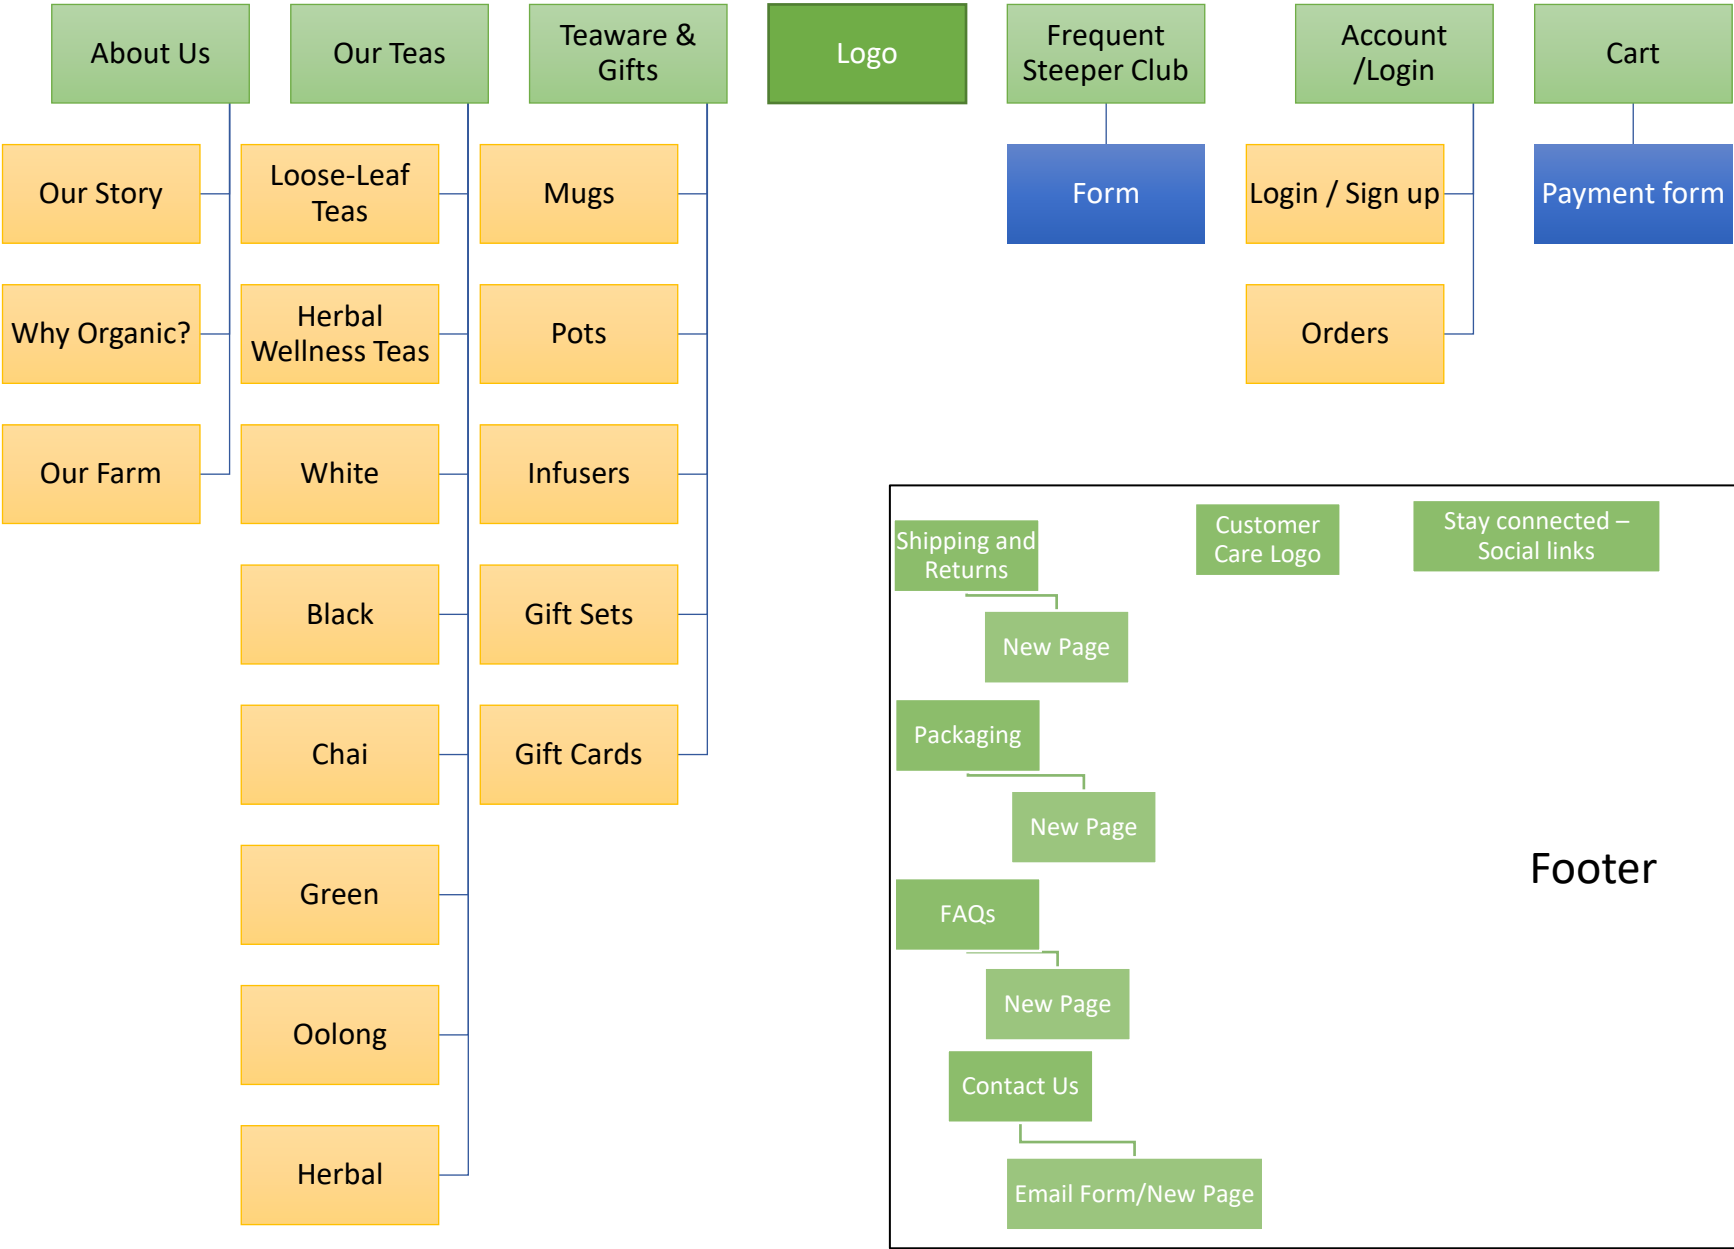 About Us
Our Teas
Teaware &
Gifts
Logo
Frequent
Steeper Club
Account
/Login
Cart
Our Story
Why Organic?
Our Farm
Loose-Leaf
Teas
Herbal
Wellness Teas
White
Black
Chai
Green
Oolong
Herbal
Mugs
Pots
Infusers
Gift Sets
Gift Cards
Form
Login / Sign up
Orders
Payment form
Shipping and
Returns
New Page
Packaging
New Page
FAQs
New Page
Contact Us
Email Form/New Page
Customer
Care Logo
Stay connected –
Social links
Footer